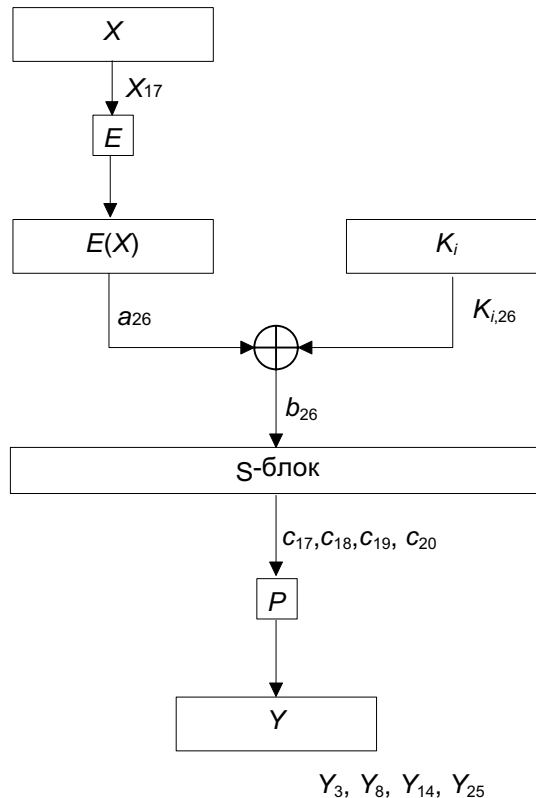 X
X17
E
E(X)
Ki
a26
Ki,26
b26
S-блок
c17,c18,c19, c20
P
Y
Y3, Y8, Y14, Y25